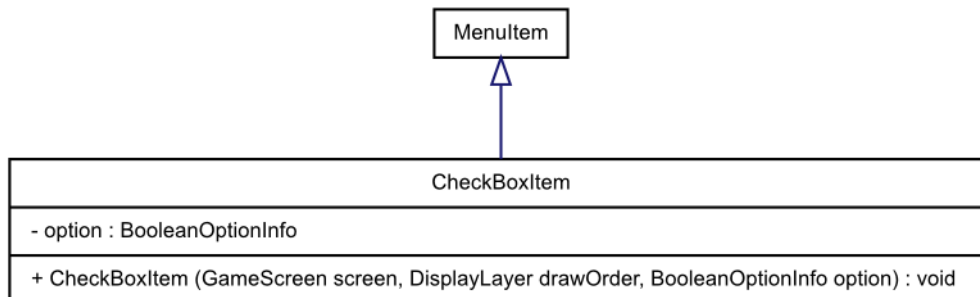 MenuItem
CheckBoxItem
- option : BooleanOptionInfo
+ CheckBoxItem (GameScreen screen, DisplayLayer drawOrder, BooleanOptionInfo option) : void